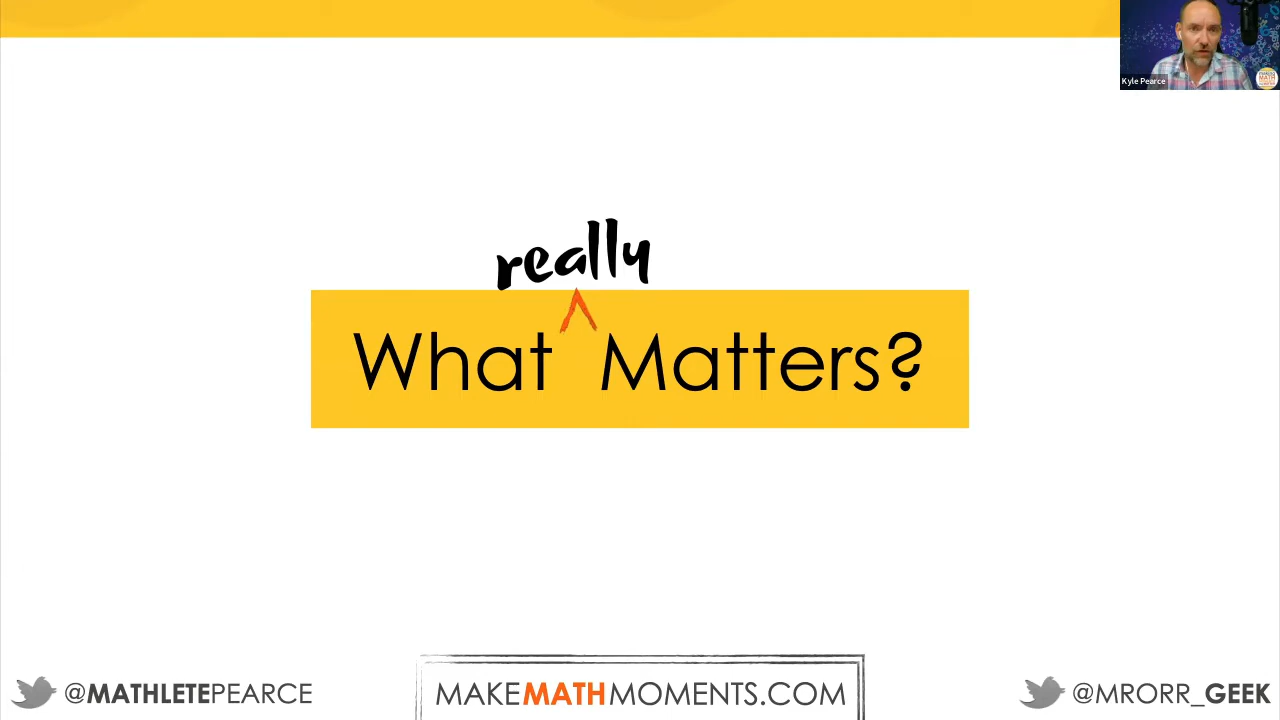 Kyle Pearce
really
What ^ Matters?
@MATHLETEPEARCE
MAKEMATHMOMENTS.COM
@MRORR_GEEK